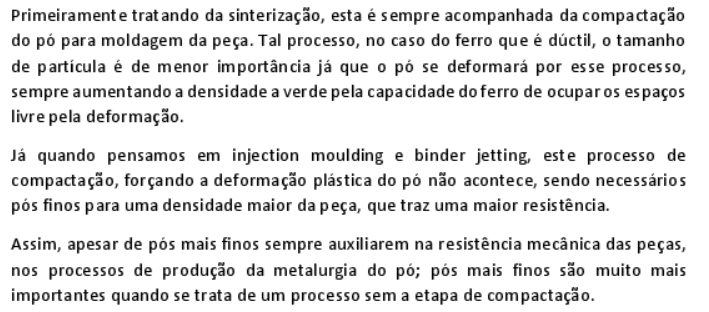 Primeiramente tratando da sinterização, esta é sempre acompanhada da compactação
do pó para moldagem da peça. Tal processo, no caso do ferro que é dúctil, o tamanho
de partícula é de menor importância já que o pó se deformará por esse processo,
sempre aumentando a densidade a verde pela capacidade do ferro de ocupar os espaços
livre pela deformação.
Já quando pensamos em injection moulding e binder jetting, este processo de
compactação, forçando a deformação plástica do pó não acontece, sendo necessários
pós finos para uma densidade maior da peça, que traz uma maior resistência.
Assim, apesar de pós mais finos sempre auxiliarem na resistência mecânica das peças,
nos processos de produção da metalurgia do pó; pós mais finos são muito mais
importantes quando se trata de um processo sem a etapa de compactação.